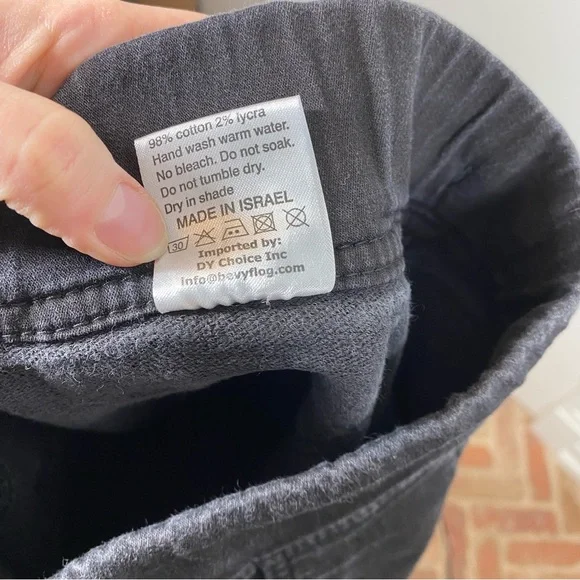 98% cotton 2% lycra
Hand wash warm water.
No bleach. Do not soak.
Do not tumble dry.
Dry in shade
MADE IN ISRAEL
30
Imported by:
DY Choice Inc
info@bevyflog.com